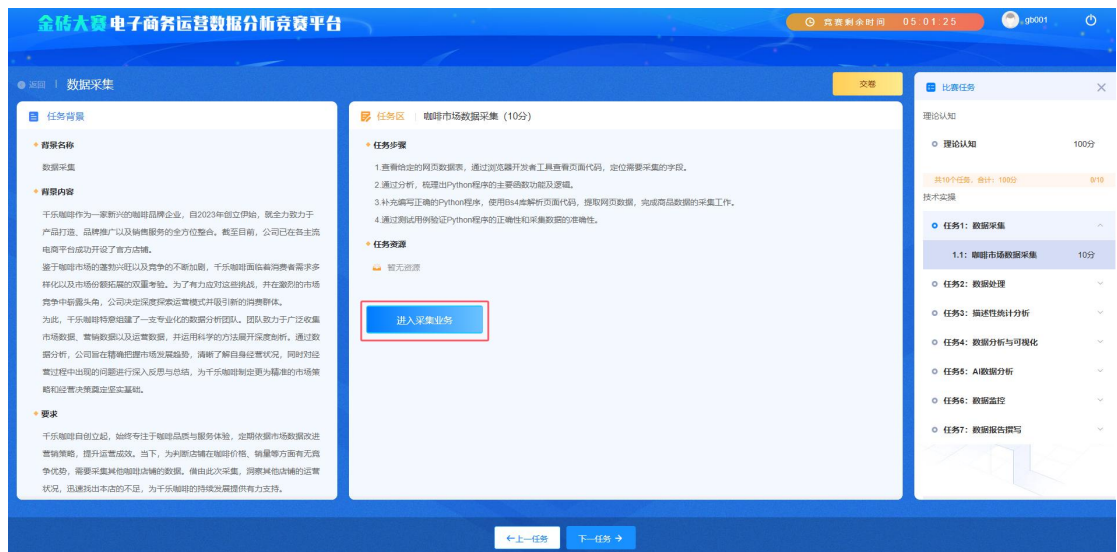 金砖大赛电子商务运营数据分析竞赛平台
竞赛剩余时间 05:01:25
gb001
返回 | 数据采集
交卷
任务背景
背景名称
数据采集
背景内容
千乐咖啡作为一家新兴的咖啡品牌企业，自2023年创立伊始，就全力致力于
产品打造、品牌推广以及销售服务的全方位整合。截至目前，公司已在各主流
电商平台成功开设了官方店铺。
鉴于咖啡市场的蓬勃兴旺以及竞争的不断加剧，千乐咖啡面临着消费者需求多
样化以及市场份额拓展的双重考验。为了有力应对这些挑战，并在激烈的市场
竞争中崭露头角，公司决定深度探索运营模式并吸引新的消费群体。
为此，千乐咖啡特意组建了一支专业化的数据分析团队。团队致力于广泛收集
市场数据、营销数据以及运营数据，并运用科学的方法展开深度剖析。通过数
据分析，公司旨在精确把握市场发展趋势，清晰了解自身经营状况，同时对经
营过程中出现的问题进行深入反思与总结，为千乐咖啡制定更为精准的市场策
略和经营决策奠定坚实基础。
要求
千乐咖啡自创立起，始终专注于咖啡品质与服务体验，定期依据市场数据改进
营销策略，提升运营成效。当下，为判断店铺在咖啡价格、销量等方面有无竞
争优势，需要采集其他咖啡店铺的数据。借由此次采集，洞察其他店铺的运营
状况，迅速找出本店的不足，为千乐咖啡的持续发展提供有力支持。
任务区 | 咖啡市场数据采集（10分）
任务步骤
1.查看给定的网页数据表，通过浏览器开发者工具查看页面代码，定位需要采集的字段。
2.通过分析，梳理出Python程序的主要函数功能及逻辑。
3.补充编写正确的Python程序，使用Bs4库解析页面代码，提取网页数据，完成商品数据的采集工作。
4.通过测试用例验证Python程序的正确性和采集数据的准确性。
任务资源
暂无资源
进入采集业务
比赛任务
理论认知
理论认知 100分
共10个任务，合计：100分 0/10
技术实操
任务1：数据采集
1.1：咖啡市场数据采集 10分
任务2：数据处理
任务3：描述性统计分析
任务4：数据分析与可视化
任务5：AI数据分析
任务6：数据监控
任务7：数据报告撰写
←上一任务
下一任务 →